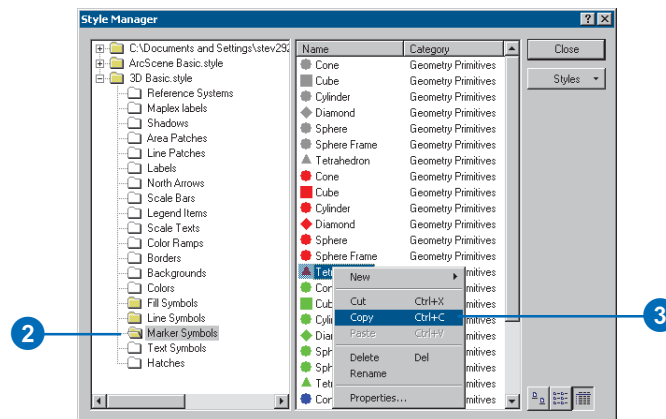 Style Manager
C:\Documents and Settings\stev292
ArcScene Basic.style
3D Basic.style
Reference Systems
Maplex labels
Shadows
Area Patches
Line Patches
Labels
North Arrows
Scale Bars
Legend Items
Scale Texts
Color Ramps
Borders
Backgrounds
Colors
Fill Symbols
Line Symbols
Marker Symbols
Text Symbols
Hatches
2
Name Category
Cone Geometry Primitives
Cube Geometry Primitives
Cylinder Geometry Primitives
Diamond Geometry Primitives
Sphere Geometry Primitives
Sphere Frame Geometry Primitives
Tetrahedron Geometry Primitives
Cone Geometry Primitives
Cube Geometry Primitives
Cylinder Geometry Primitives
Diamond Geometry Primitives
Sphere Geometry Primitives
Sphere Frame Geometry Primitives
New
Cut Ctrl+X
Copy Ctrl+C
Paste Ctrl+V
Delete Del
Rename
Properties...
3
Close
Styles